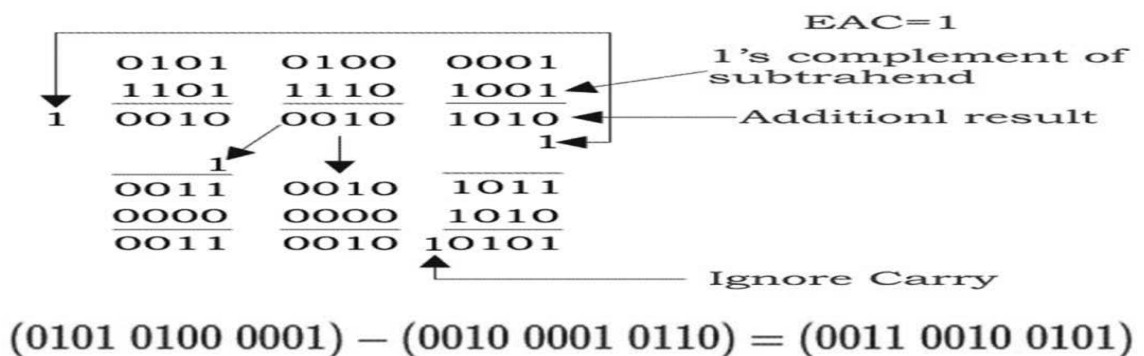 EAC=1
0101 0100 0001 1's complement of
1101 1110 1001 subtrahend
1 0010 0010 1010 Additionl result
1
1
0011 0010 1011
0000 0000 1010
0011 0010 10101
Ignore Carry
(0101 0100 0001) − (0010 0001 0110) = (0011 0010 0101)